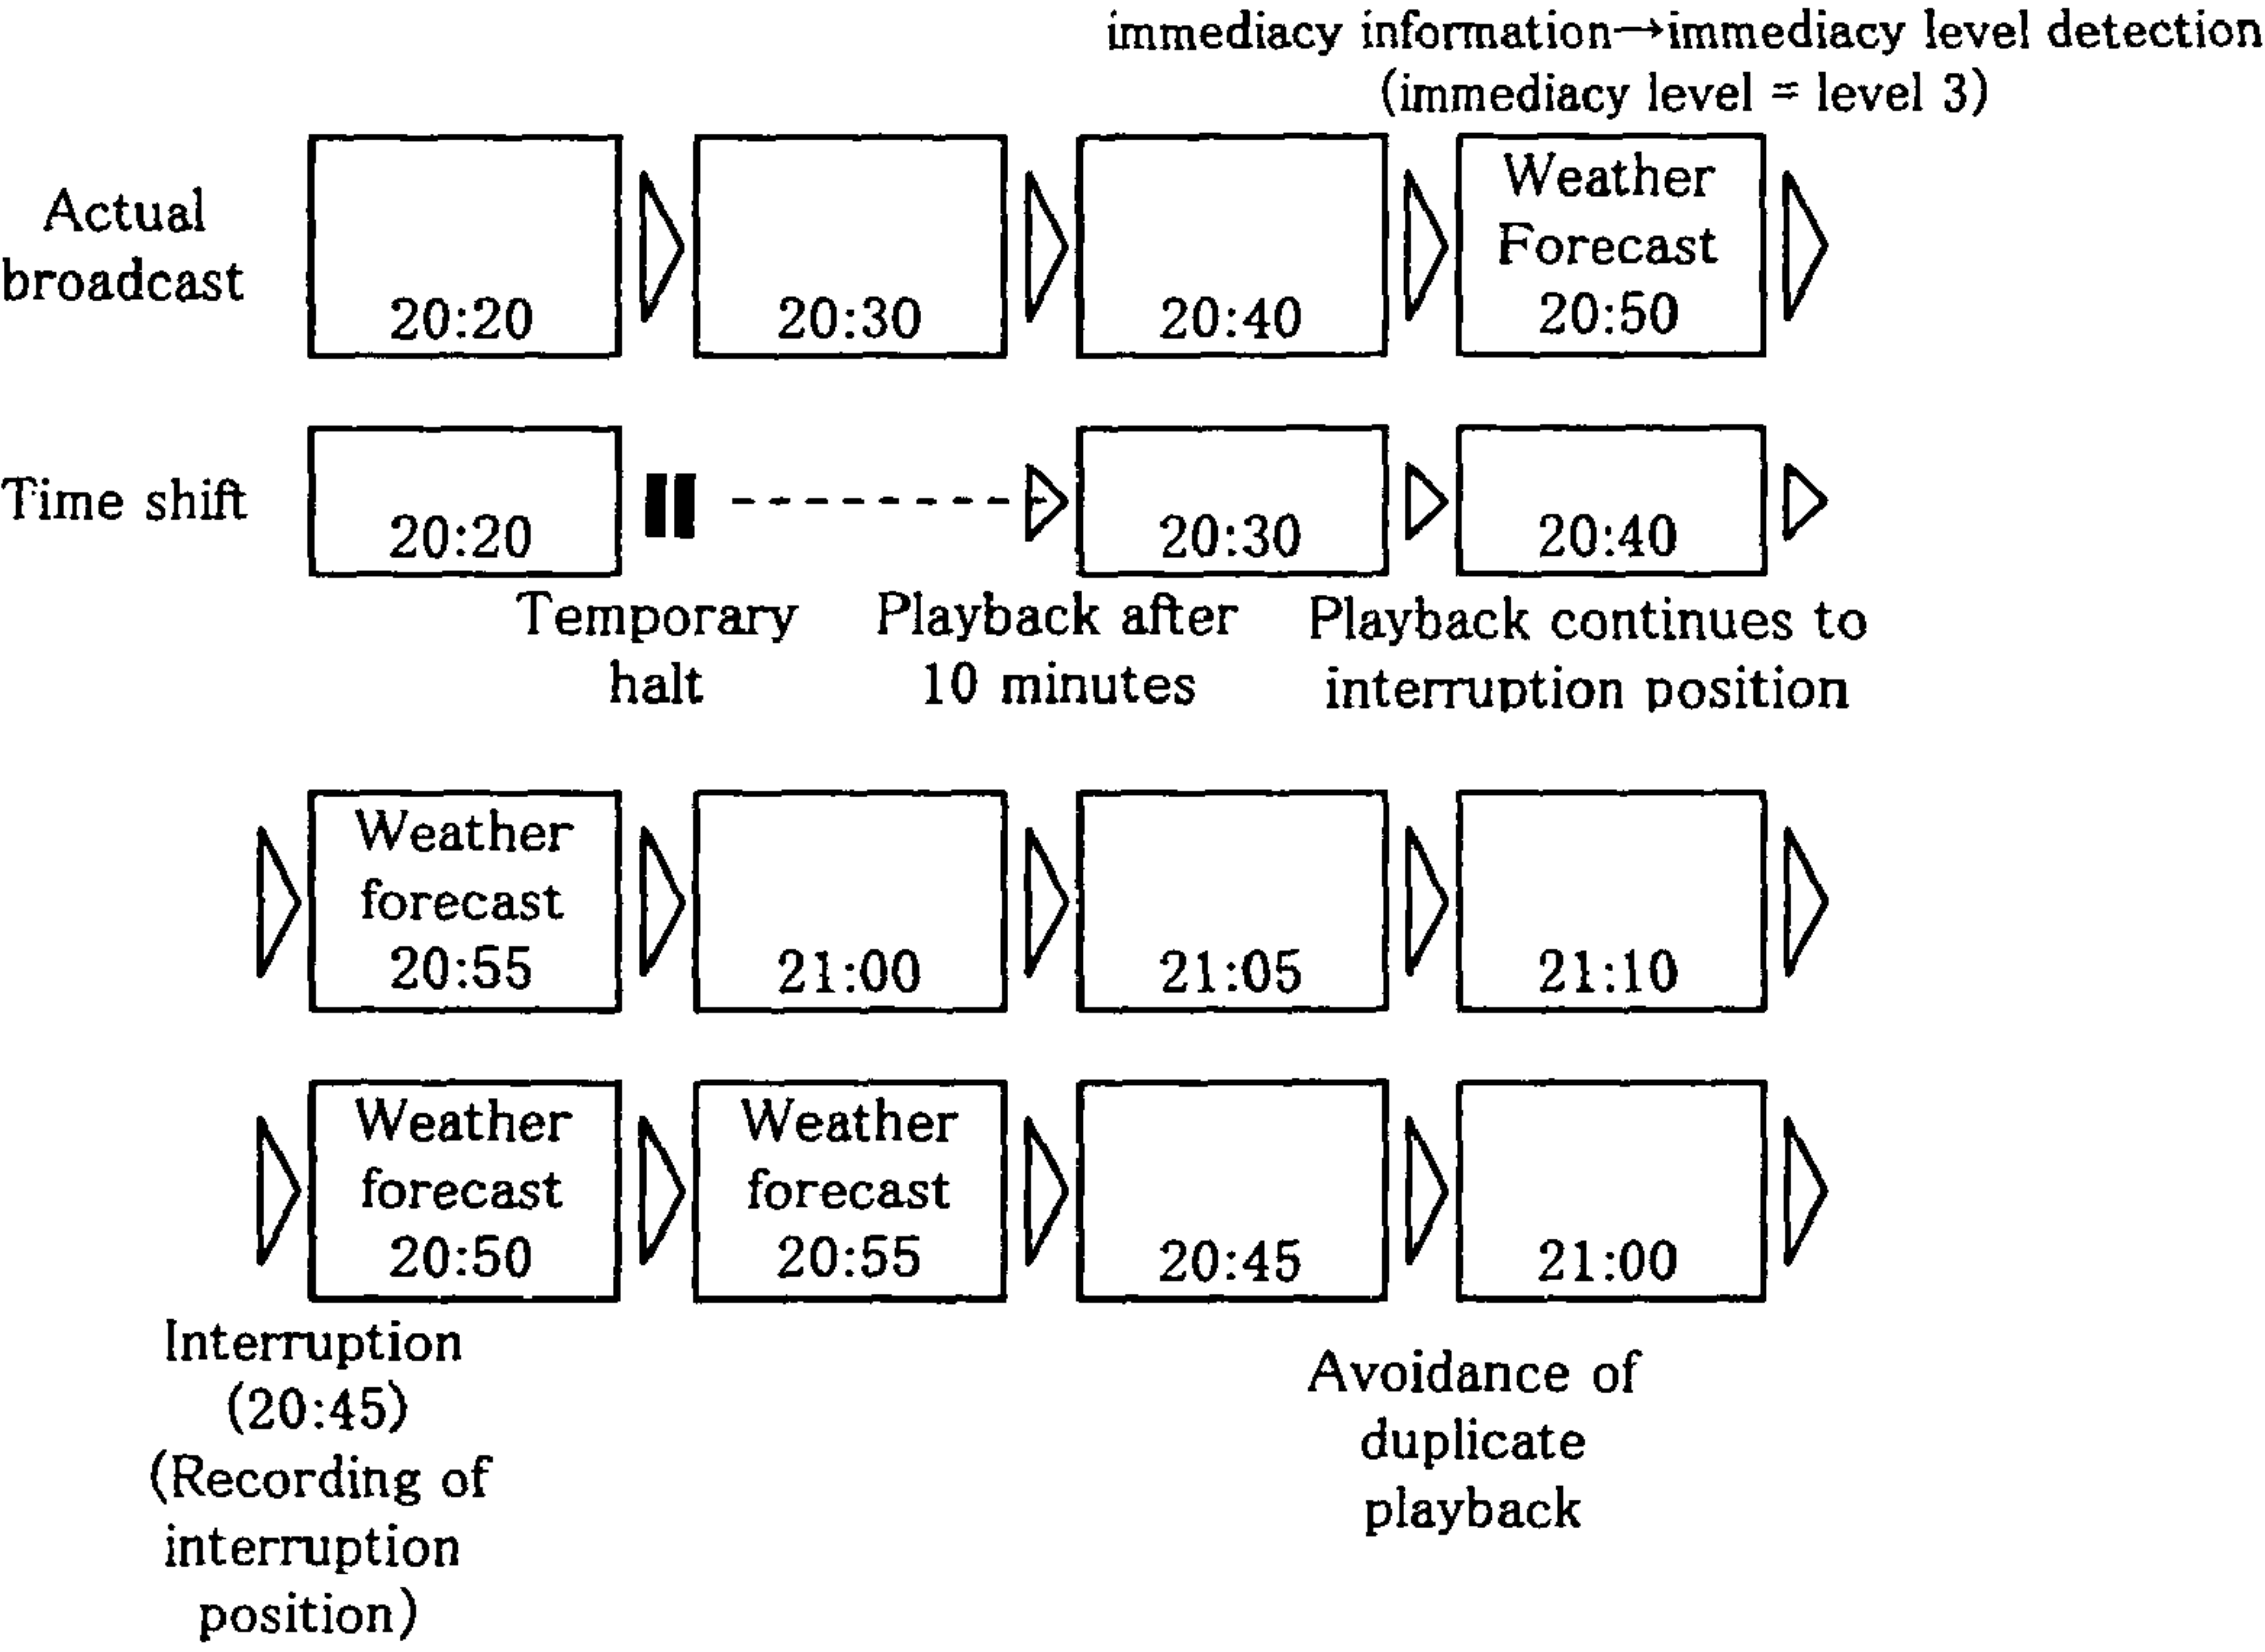 immediacy information→immediacy level detection
(immediacy level = level 3)
Actual
broadcast
20:20
20:30
20:40
Weather
Forecast
20:50
Time shift
20:20
20:30
20:40
Temporary
halt
Playback after
10 minutes
Playback continues to
interruption position
Weather
forecast
20:55
21:00
21:05
21:10
Weather
forecast
20:50
Weather
forecast
20:55
20:45
21:00
Interruption
(20:45)
(Recording of
interruption
position)
Avoidance of
duplicate
playback